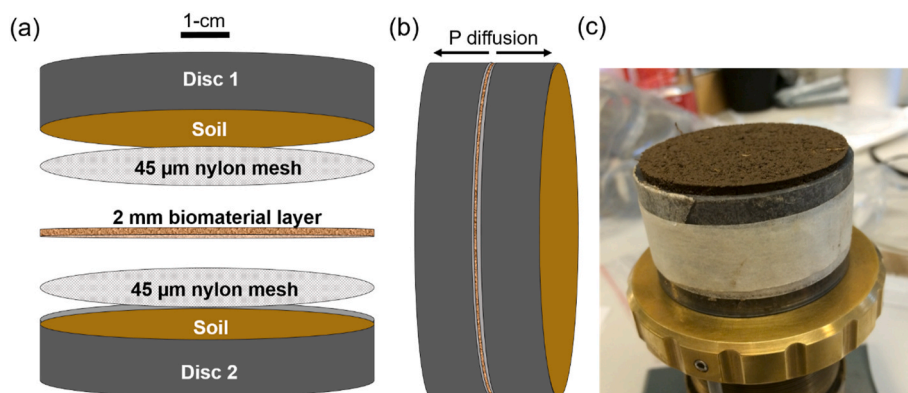 (a)
1-cm
Disc 1
Soil
45 µm nylon mesh
2 mm biomaterial layer
45 µm nylon mesh
Soil
Disc 2
(b)
P diffusion
(c)